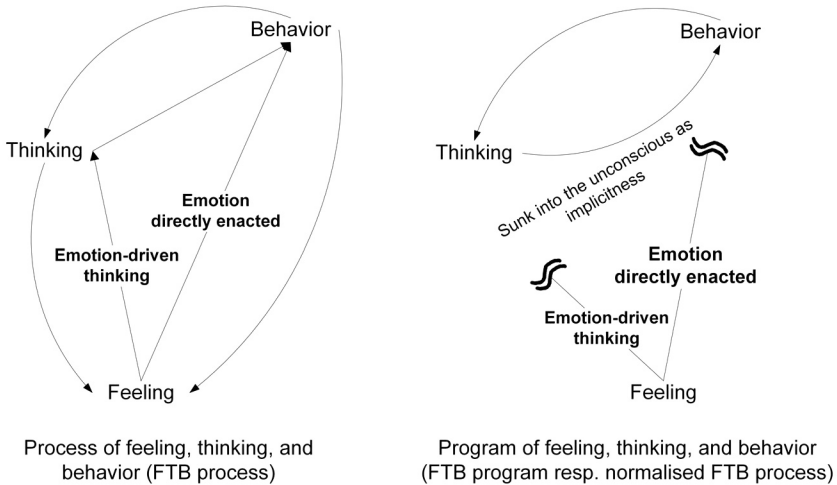 Behavior
Thinking
Emotion
directly enacted
Emotion-driven
thinking
Feeling
Process of feeling, thinking, and
behavior (FTB process)
Behavior
Thinking
Sunk into the unconscious as
implicitness
Emotion
directly enacted
Emotion-driven
thinking
Feeling
Program of feeling, thinking, and behavior
(FTB program resp. normalised FTB process)